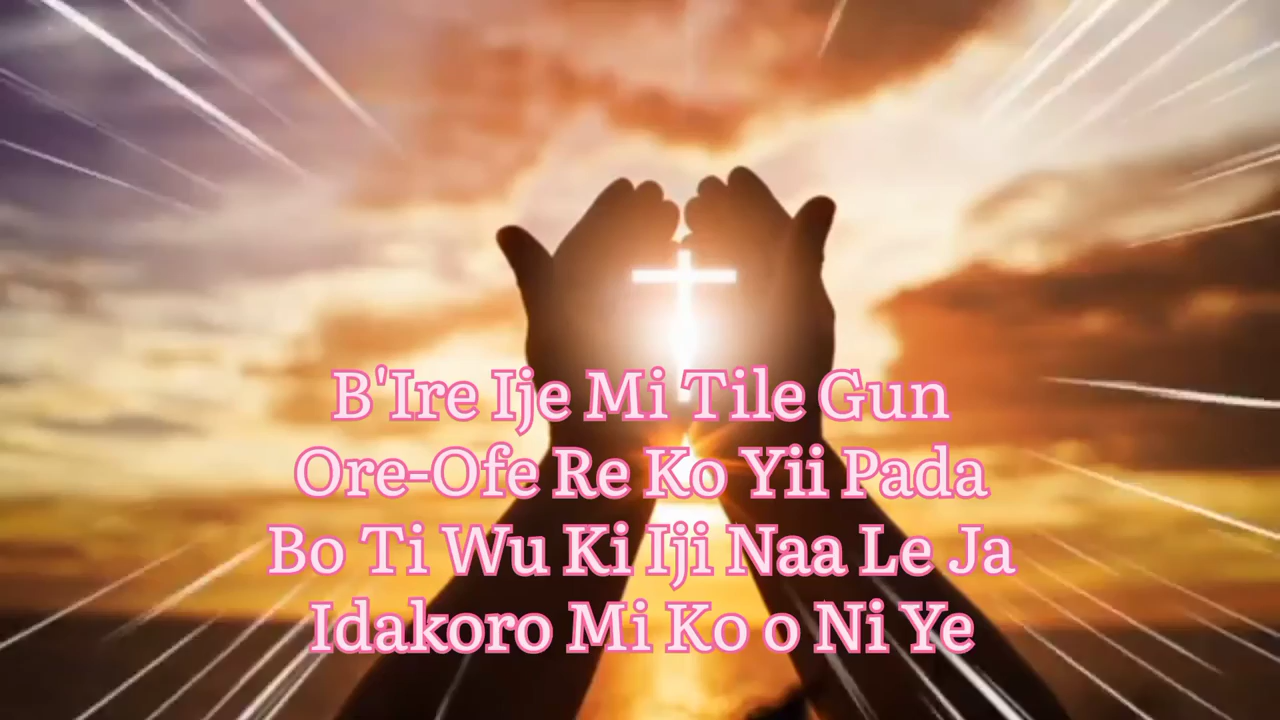 B'Ire Ije Mi Tile Gun
Ore-Ofe Re Ko Yii Pada
Bo Ti Wu Ki Iji Naa Le Ja
Idakoro Mi Ko o Ni Ye